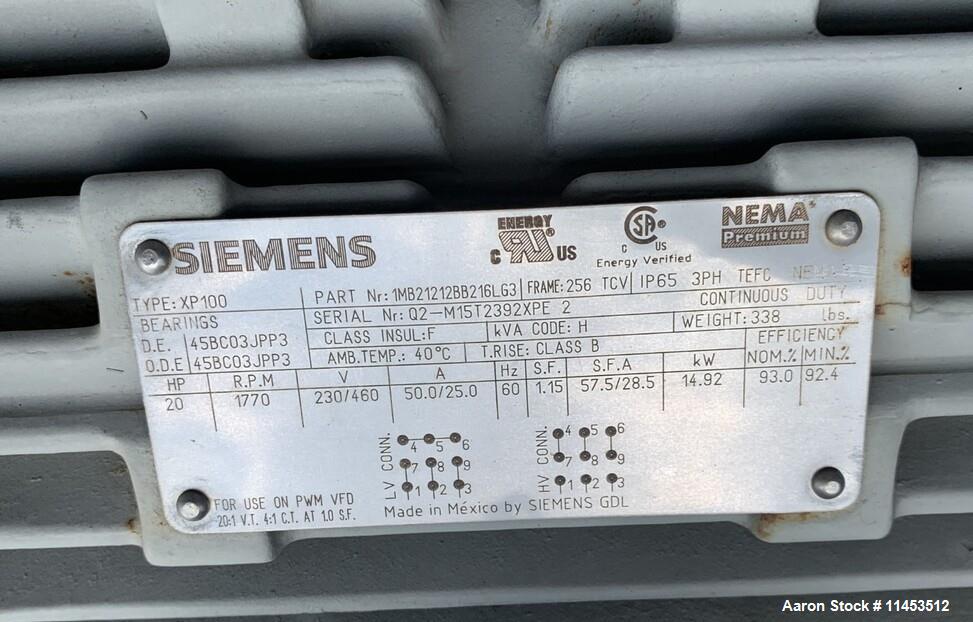 SIEMENS
ENERGY
C UR ® US
SA ®
C US
Energy Verified
NEMA
Premium
TYPE: XP100
PART Nr: 1MB21212BB216LG3 FRAME: 256 TCV IP65 3PH TEFC
BEARINGS
SERIAL Nr: Q2-M15T2392XPE 2
CONTINUOUS DUTY
D.E. 45BC03JPP3
CLASS INSUL: F
kVA CODE: H
WEIGHT: 338 lbs.
O.D.E 45BC03JPP3
AMB.TEMP.: 40°C
T.RISE: CLASS B
EFFICIENCY
HP R.P.M V A Hz S.F. S.F.A kW NOM.% MIN.%
20 1770 230/460 50.0/25.0 60 1.15 57.5/28.5 14.92 93.0 92.4
LV CONN.
4 5 6
7 8 9
1 2 3
HV CONN.
4 5 6
7 8 9
1 2 3
FOR USE ON PWM VFD
20:1 V.T. 4:1 C.T. AT 1.0 S.F.
Made in México by SIEMENS GDL
Aaron Stock # 11453512